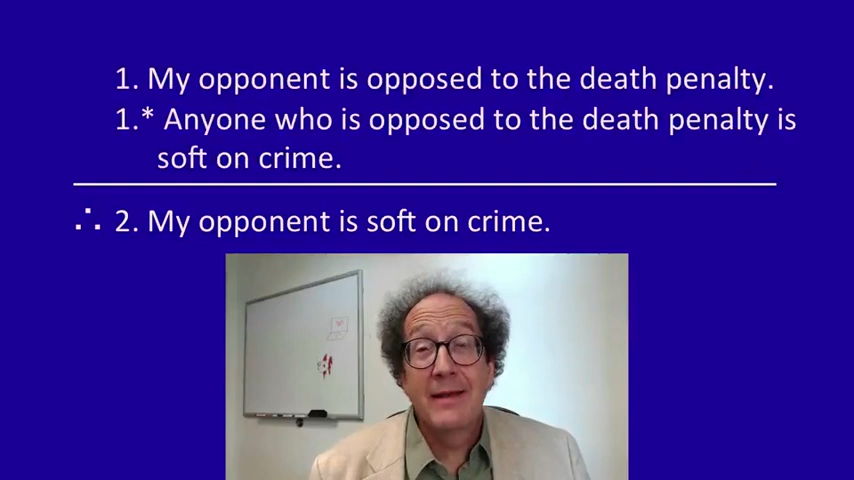 1. My opponent is opposed to the death penalty.
1.* Anyone who is opposed to the death penalty is
soft on crime.
∴ 2. My opponent is soft on crime.